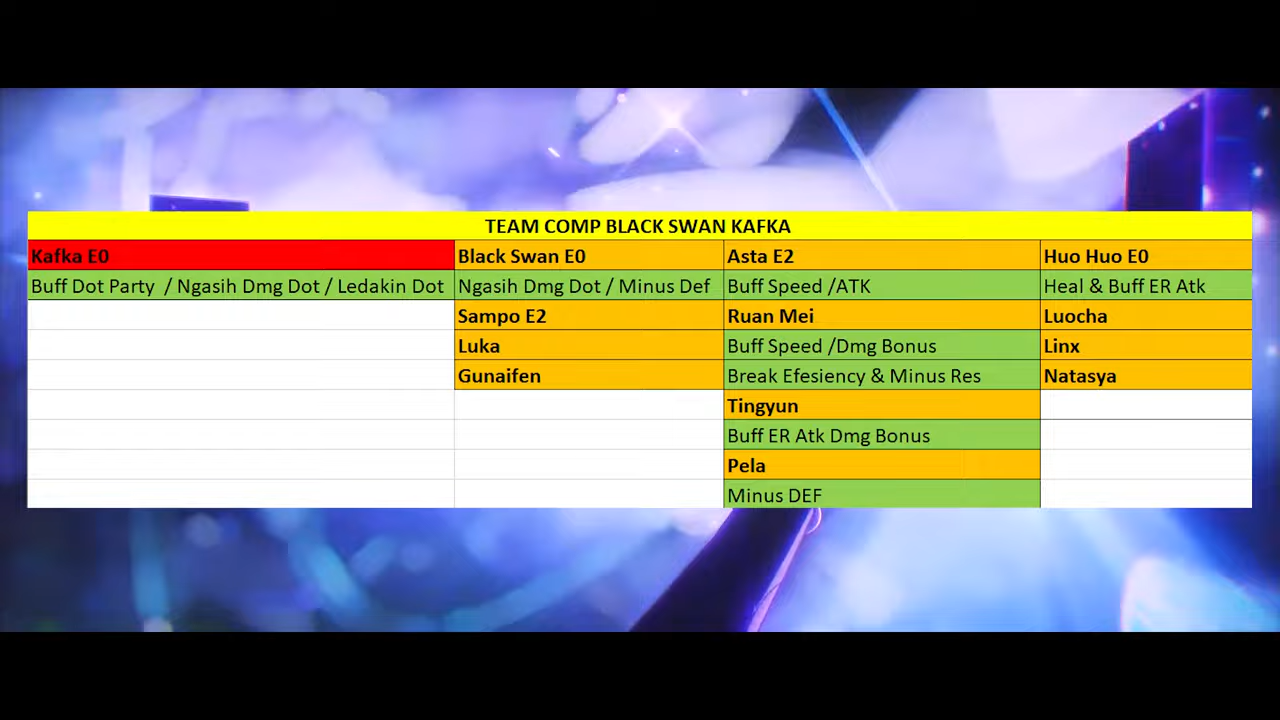 TEAM COMP BLACK SWAN KAFKA
Kafka E0 Black Swan E0 Asta E2 Huo Huo E0
Buff Dot Party / Ngasih Dmg Dot / Ledakin Dot Ngasih Dmg Dot / Minus Def Buff Speed /ATK Heal & Buff ER Atk
Sampo E2 Ruan Mei Luocha
Luka Buff Speed /Dmg Bonus Linx
Gunaifen Break Efesiency & Minus Res Natasya
Tingyun
Buff ER Atk Dmg Bonus
Pela
Minus DEF